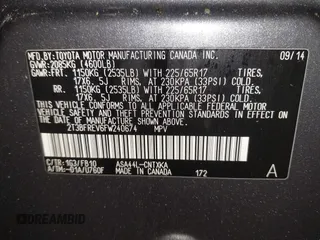 MFD.BY:TOYOTA MOTOR MANUFACTURING CANADA INC. 09/14
GVWR:2085KG (4600LB)
GAWR:FRT. 1150KG (2535LB) WITH 225/65R17 TIRES,
17X6.5J RIMS, AT 230KPA (33PSI) COLD
RR. 1150KG (2535LB) WITH 225/65R17 TIRES,
17X6.5J RIMS, AT 230KPA (33PSI) COLD
THIS VEHICLE CONFORMS TO ALL APPLICABLE FEDERAL MOTOR
VEHICLE SAFETY STANDARDS IN EFFECT ON THE DATE OF
MANUFACTURE SHOWN ABOVE.
2T3BFREV6FW240674 MPV
C/TR:1G3/FB10 ASA44L-CNTXKA A
A/TM:-01A/U760F MADE IN CANADA 172
DREAMBID